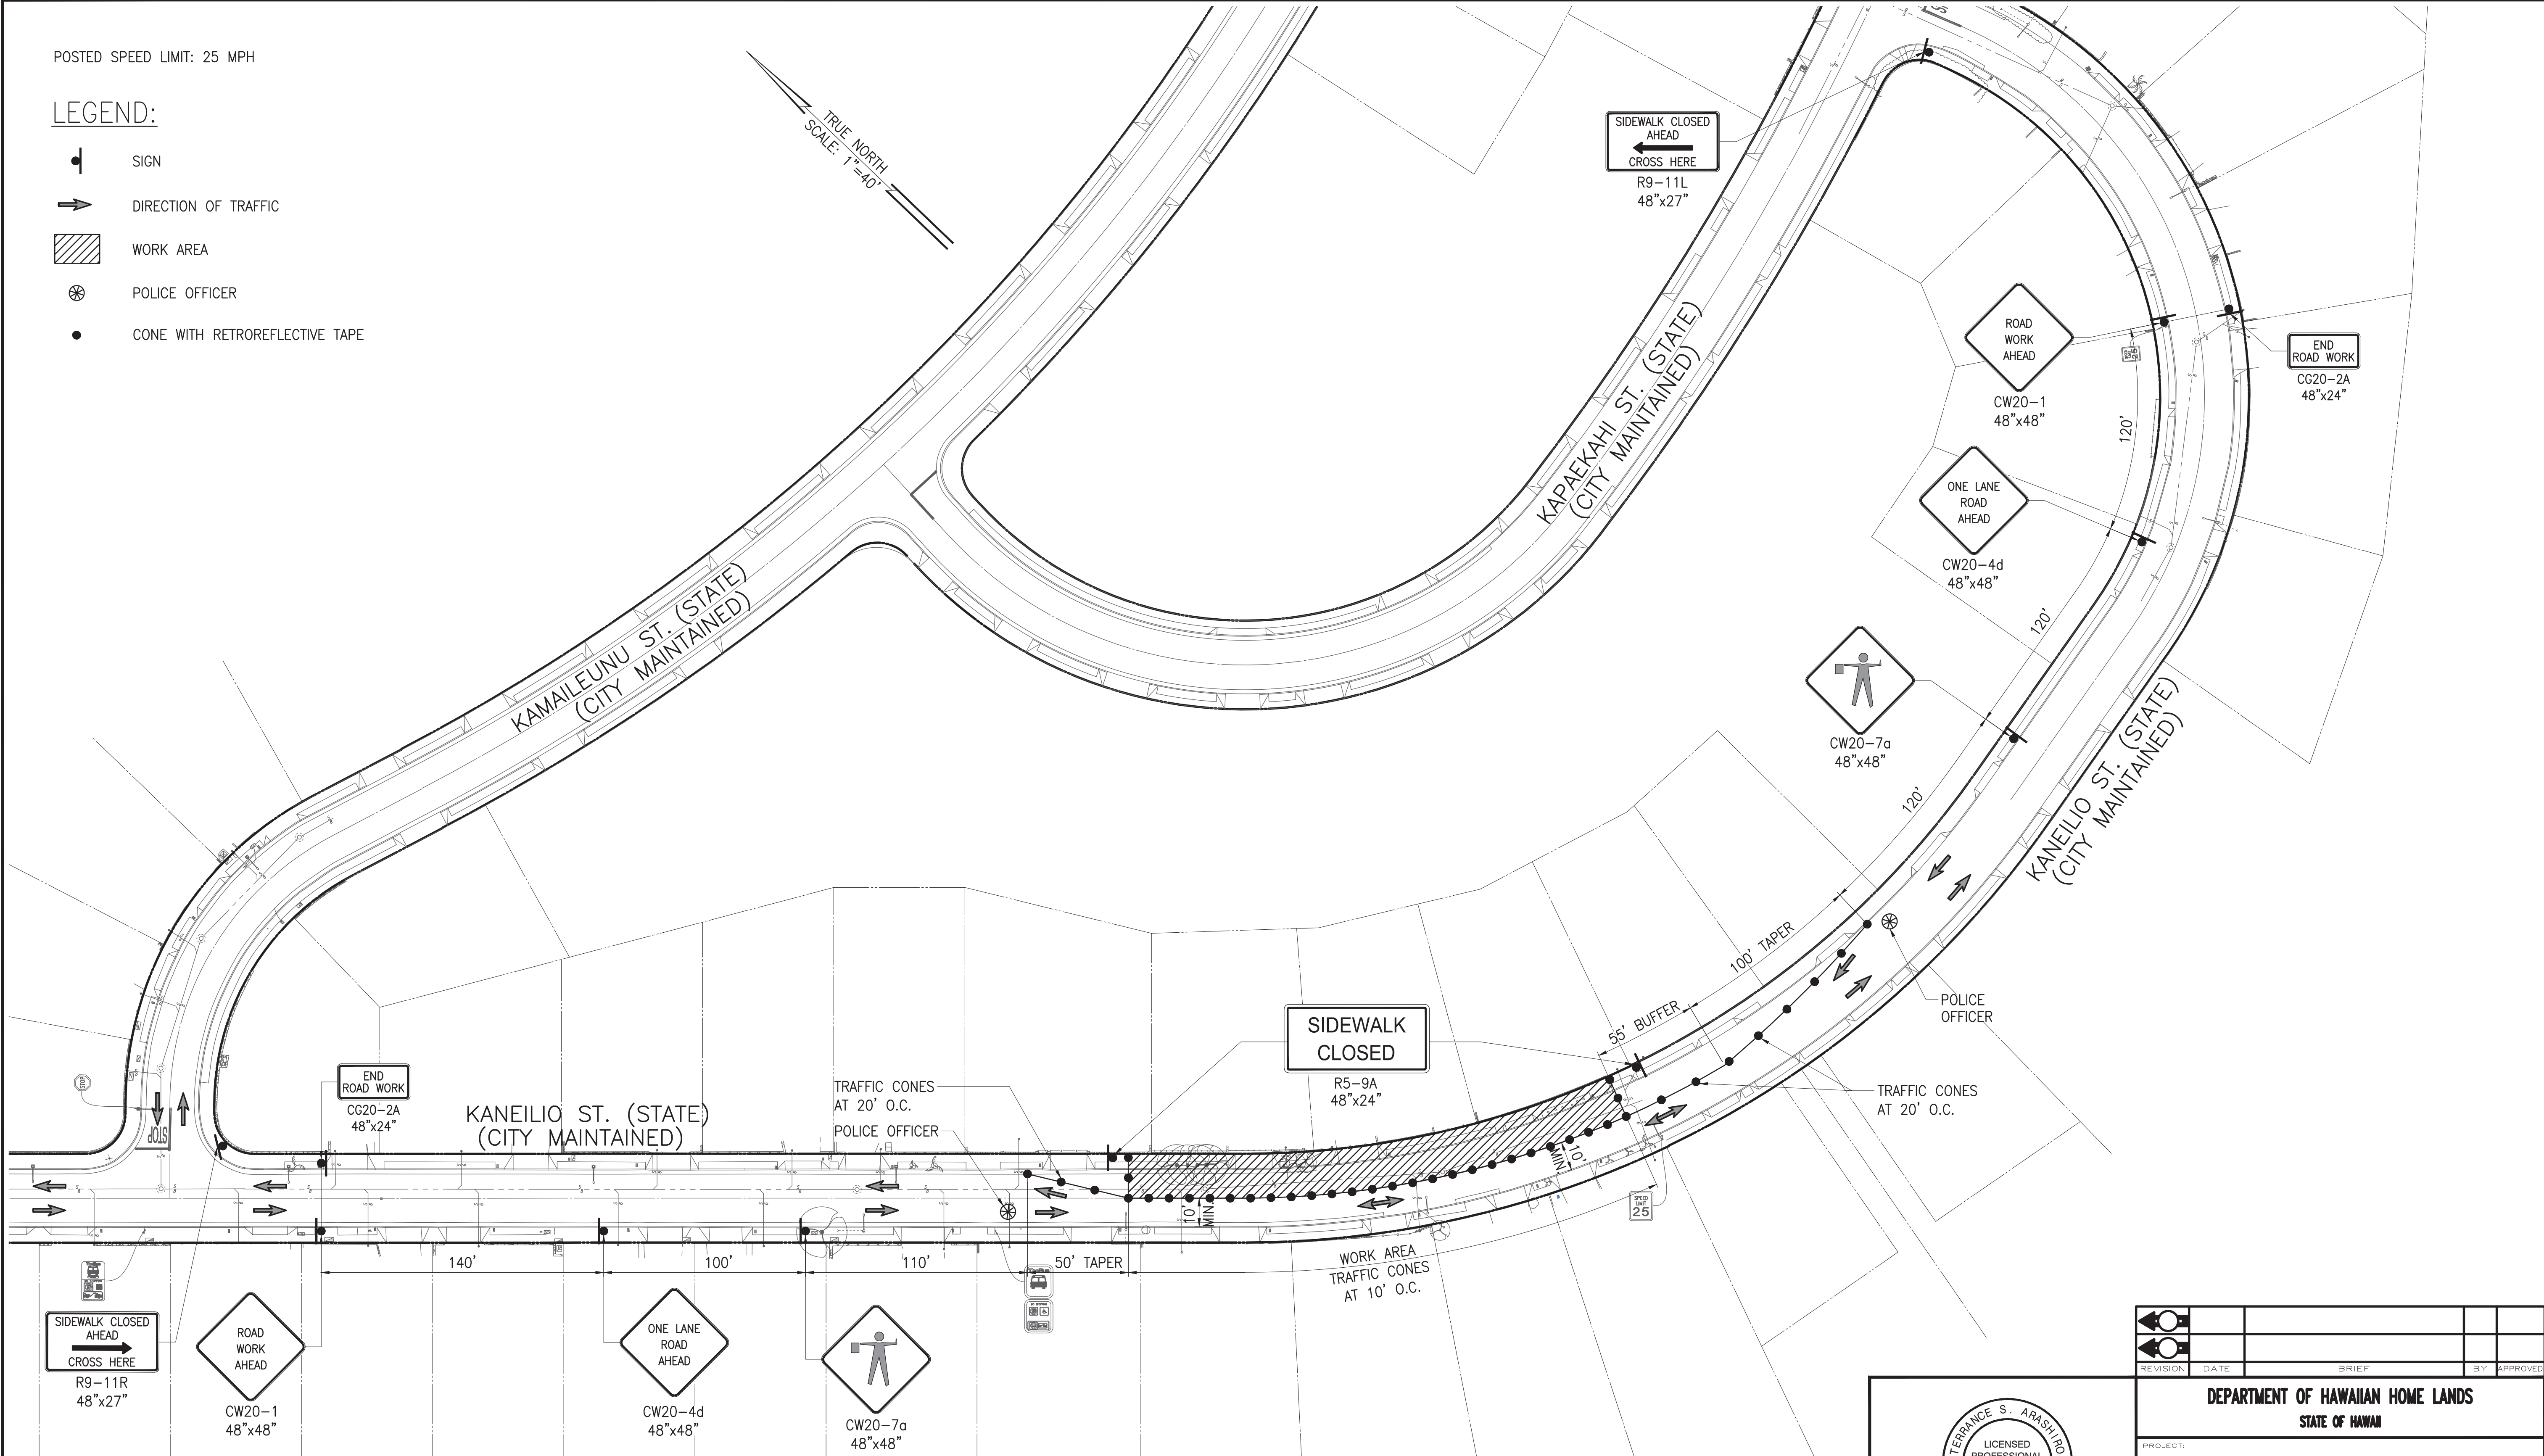 POSTED SPEED LIMIT: 25 MPH
LEGEND:
SIGN
DIRECTION OF TRAFFIC
WORK AREA
POLICE OFFICER
CONE WITH RETROREFLECTIVE TAPE
TRUE NORTH
SCALE: 1"=40'
SIDEWALK CLOSED
AHEAD
CROSS HERE
R9-11L
48"x27"
ROAD
WORK
AHEAD
CW20-1
48"x48"
END
ROAD WORK
CG20-2A
48"x24"
120'
ONE LANE
ROAD
AHEAD
CW20-4d
48"x48"
120'
CW20-7a
48"x48"
120'
KAPAEKAHI ST. (STATE)
(CITY MAINTAINED)
KAMAILEUNU ST. (STATE)
(CITY MAINTAINED)
KANEILIO ST. (STATE)
(CITY MAINTAINED)
100' TAPER
55' BUFFER
POLICE
OFFICER
TRAFFIC CONES
AT 20' O.C.
SIDEWALK
CLOSED
R5-9A
48"x24"
STOP
STOP
END
ROAD WORK
CG20-2A
48"x24"
KANEILIO ST. (STATE)
(CITY MAINTAINED)
TRAFFIC CONES
AT 20' O.C.
POLICE OFFICER
10'
MIN.
10'
MIN.
SPEED
LIMIT
25
140'
100'
110'
50' TAPER
WORK AREA
TRAFFIC CONES
AT 10' O.C.
SIDEWALK CLOSED
AHEAD
CROSS HERE
R9-11R
48"x27"
ROAD
WORK
AHEAD
CW20-1
48"x48"
ONE LANE
ROAD
AHEAD
CW20-4d
48"x48"
CW20-7a
48"x48"
REVISION DATE BRIEF BY APPROVED
DEPARTMENT OF HAWAIIAN HOME LANDS
STATE OF HAWAII
PROJECT:
TERRANCE S. ARASHIRO
LICENSED
PROFESSIONAL